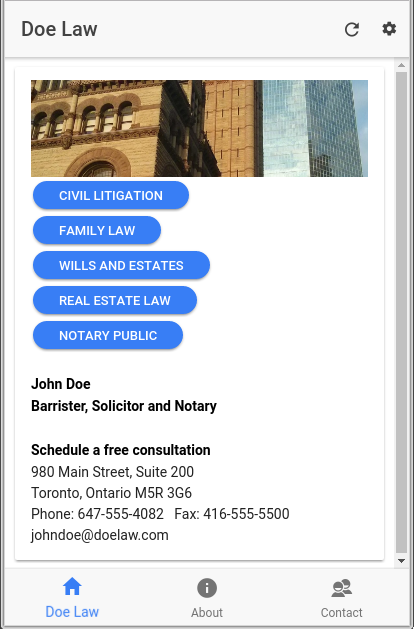 Doe Law
CIVIL LITIGATION
FAMILY LAW
WILLS AND ESTATES
REAL ESTATE LAW
NOTARY PUBLIC
John Doe
Barrister, Solicitor and Notary
Schedule a free consultation
980 Main Street, Suite 200
Toronto, Ontario M5R 3G6
Phone: 647-555-4082   Fax: 416-555-5500
johndoe@doelaw.com
Doe Law   About   Contact